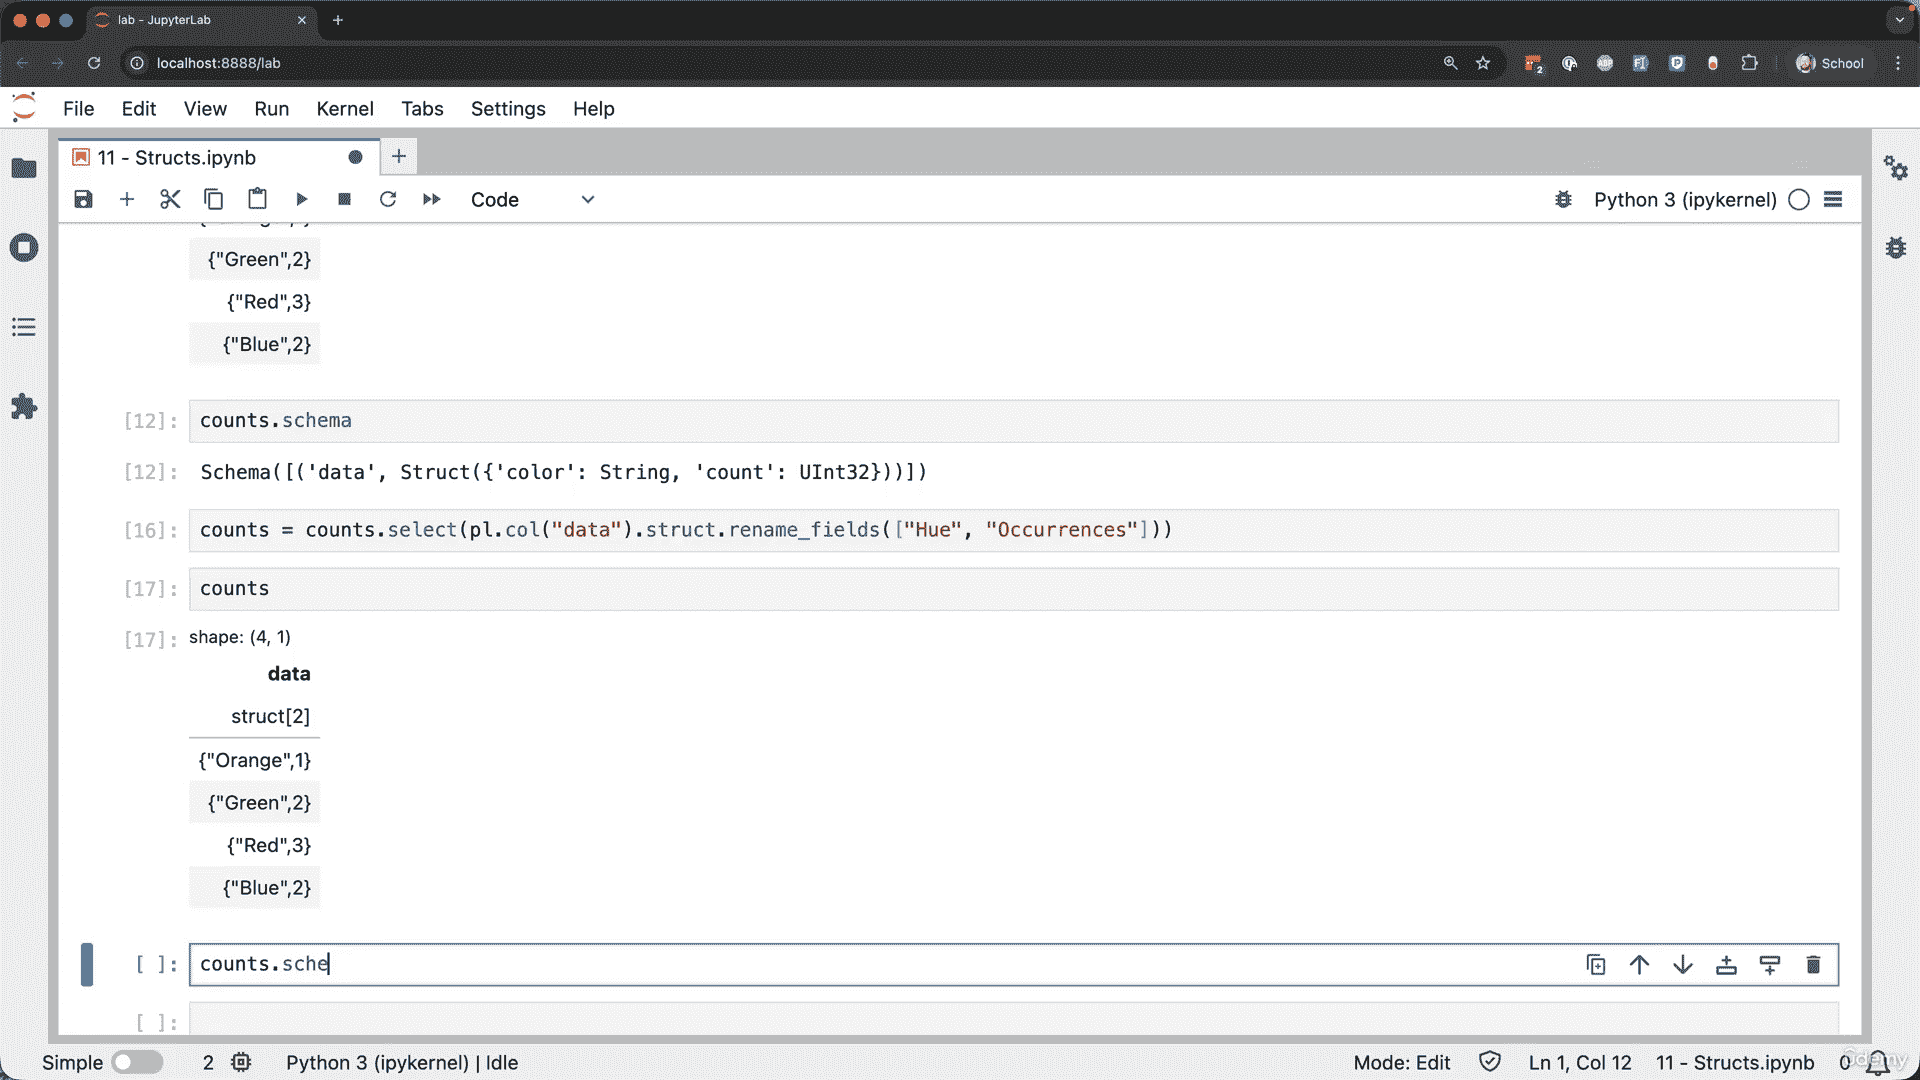 lab - JupyterLab
localhost:8888/lab
2
School
File Edit View Run Kernel Tabs Settings Help
11 - Structs.ipynb
Code
Python 3 (ipykernel)
{"Green",2}
{"Red",3}
{"Blue",2}
[12]: counts.schema
[12]: Schema([('data', Struct({'color': String, 'count': UInt32}))])
[16]: counts = counts.select(pl.col("data").struct.rename_fields(["Hue", "Occurrences"]))
[17]: counts
[17]: shape: (4, 1)
data
struct[2]
{"Orange",1}
{"Green",2}
{"Red",3}
{"Blue",2}
[ ]: counts.sche
[ ]:
Simple 2 Python 3 (ipykernel) | Idle Mode: Edit Ln 1, Col 12 11 - Structs.ipynb 0
Udemy